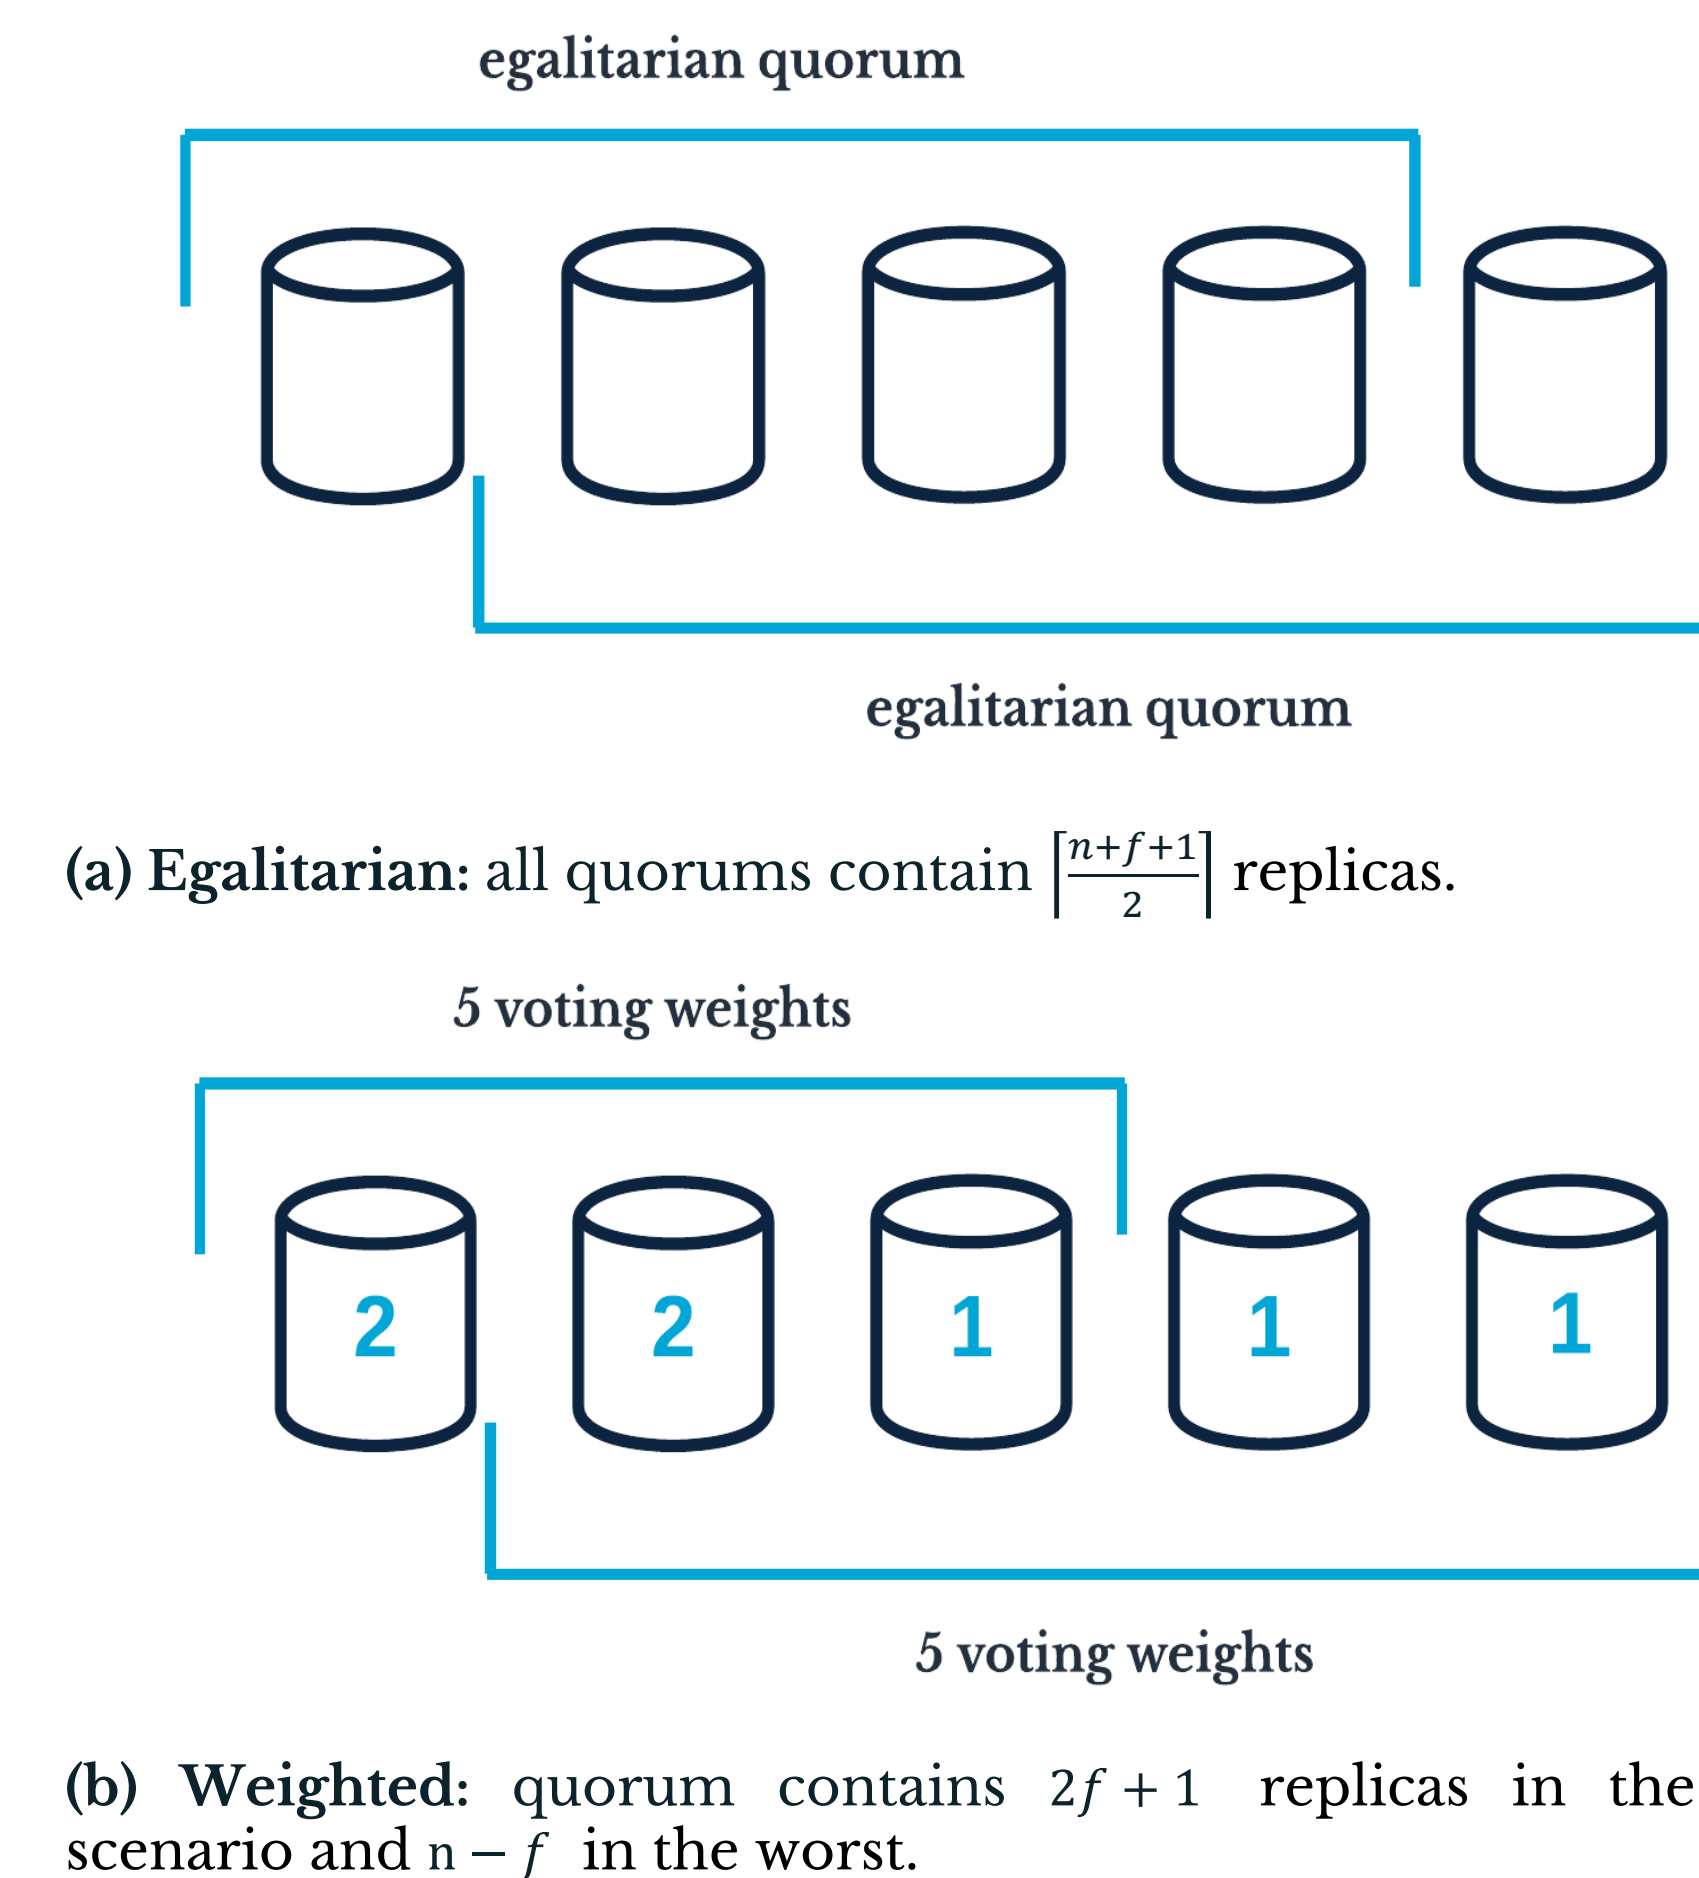 egalitarian quorum
egalitarian quorum
(a) Egalitarian: all quorums contain ⌈(n+f+1)/2⌉ replicas.
5 voting weights
2 2 1 1 1
5 voting weights
(b) Weighted: quorum contains 2f + 1 replicas in the
scenario and n − f in the worst.